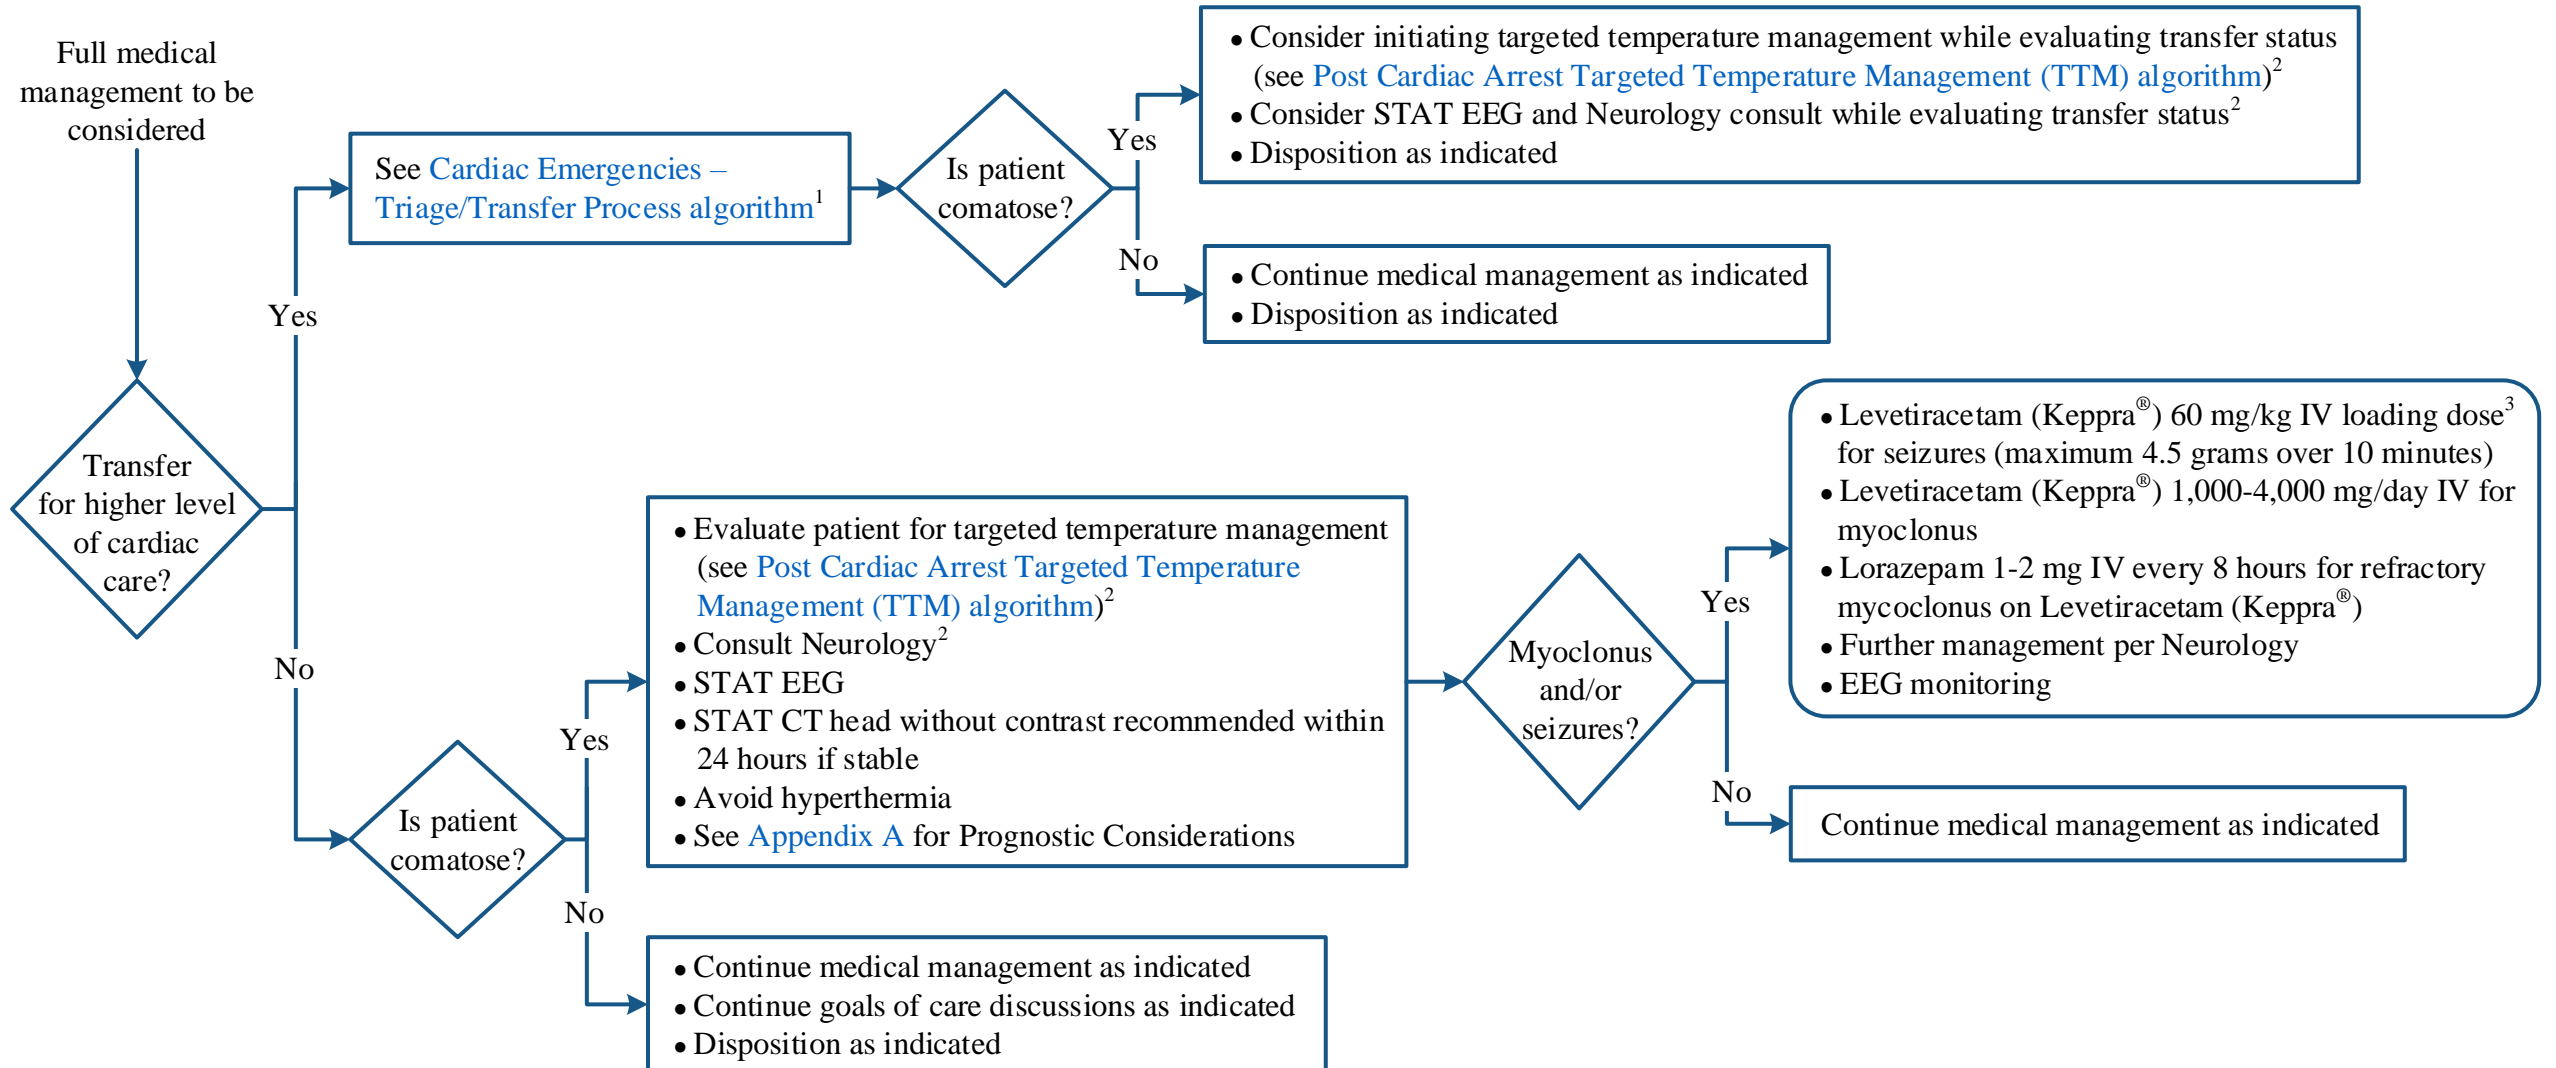 Full medical
management to be
considered
Transfer
for higher level
of cardiac
care?
Yes
See Cardiac Emergencies –
Triage/Transfer Process algorithm1
Is patient
comatose?
Yes
• Consider initiating targeted temperature management while evaluating transfer status
(see Post Cardiac Arrest Targeted Temperature Management (TTM) algorithm)2
• Consider STAT EEG and Neurology consult while evaluating transfer status2
• Disposition as indicated
No
• Continue medical management as indicated
• Disposition as indicated
No
Is patient
comatose?
Yes
• Evaluate patient for targeted temperature management
(see Post Cardiac Arrest Targeted Temperature
Management (TTM) algorithm)2
• Consult Neurology2
• STAT EEG
• STAT CT head without contrast recommended within
24 hours if stable
• Avoid hyperthermia
• See Appendix A for Prognostic Considerations
Myoclonus
and/or
seizures?
Yes
• Levetiracetam (Keppra®) 60 mg/kg IV loading dose3
for seizures (maximum 4.5 grams over 10 minutes)
• Levetiracetam (Keppra®) 1,000-4,000 mg/day IV for
myoclonus
• Lorazepam 1-2 mg IV every 8 hours for refractory
mycoclonus on Levetiracetam (Keppra®)
• Further management per Neurology
• EEG monitoring
No
Continue medical management as indicated
No
• Continue medical management as indicated
• Continue goals of care discussions as indicated
• Disposition as indicated